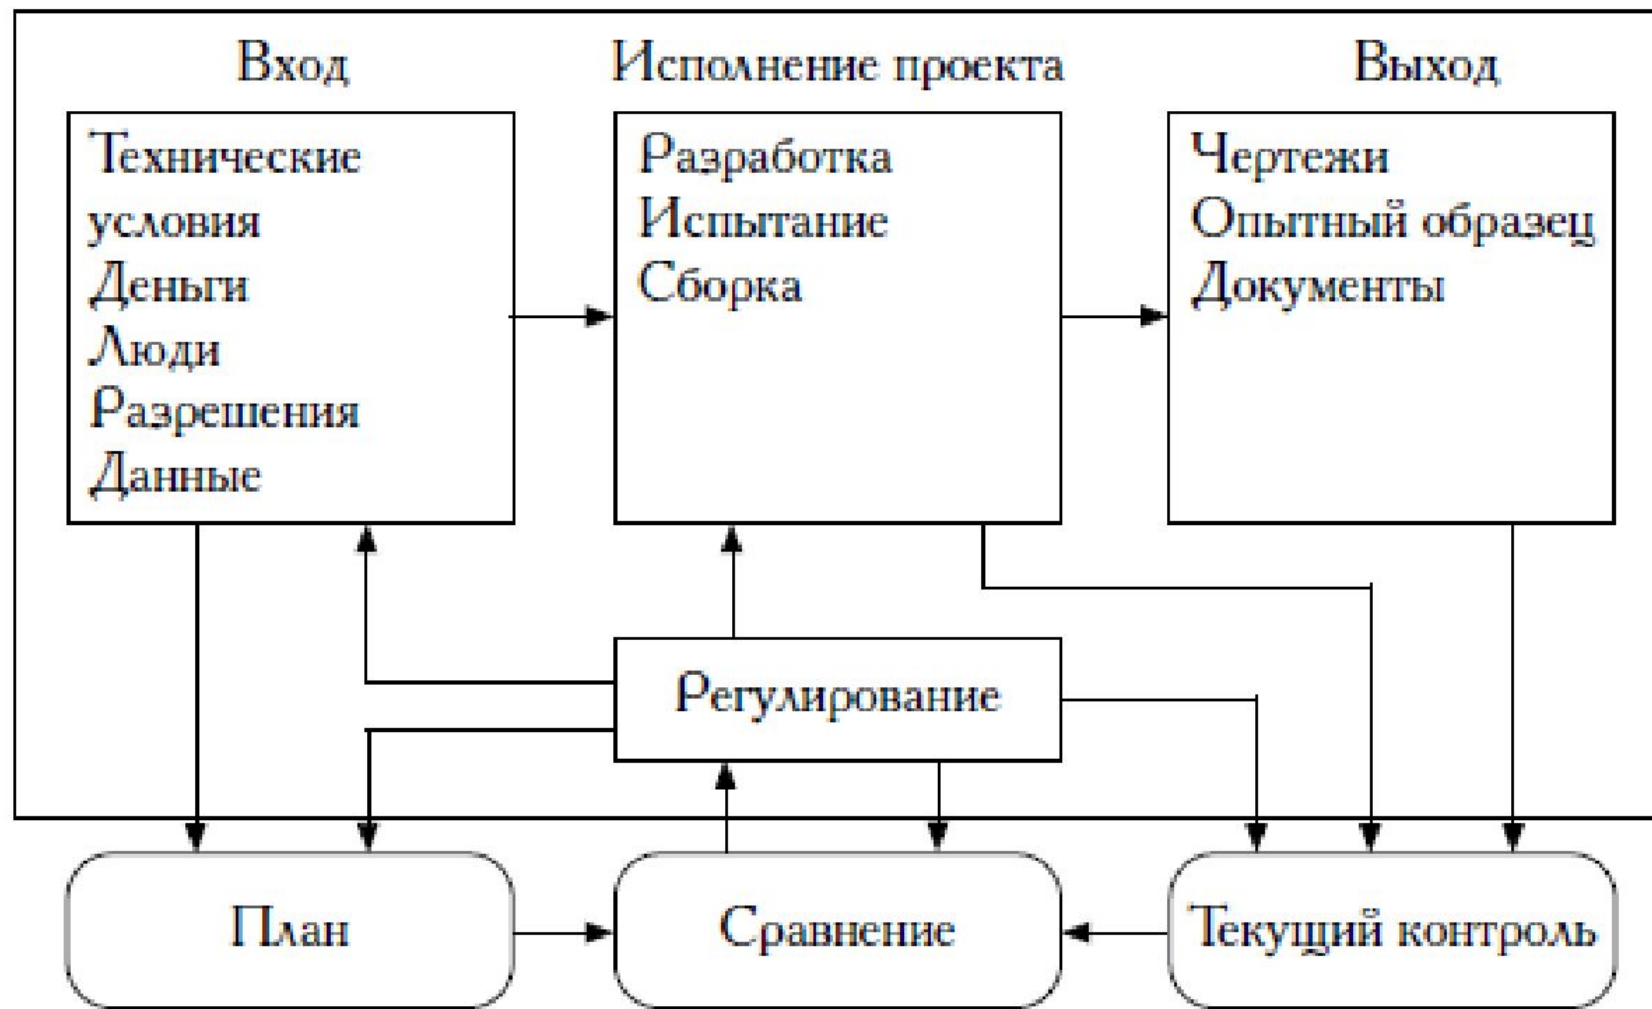 Вход
Технические
условия
Деньги
Люди
Разрешения
Данные
Исполнение проекта
Разработка
Испытание
Сборка
Выход
Чертежи
Опытный образец
Документы
Регулирование
План
Сравнение
Текущий контроль